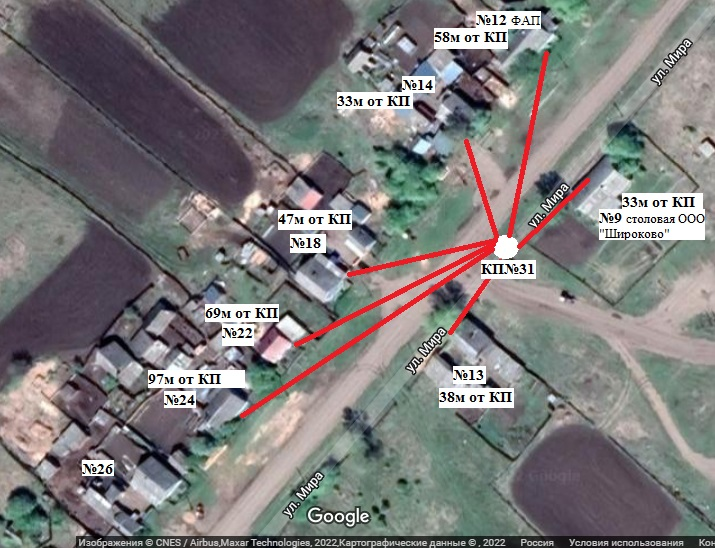 №12 ФАП
58м от КП
ул. Мира
№14
33м от КП
ул. Мира
33м от КП
№9 столовая ООО
"Широково"
47м от КП
№18
КП№31
69м от КП
№22
ул. Мира
97м от КП
№24
№13
38м от КП
№26
ул. Мира
Google
Google
Изображения © CNES / Airbus,Maxar Technologies, 2022,Картографические данные © , 2022 Россия Условия использования